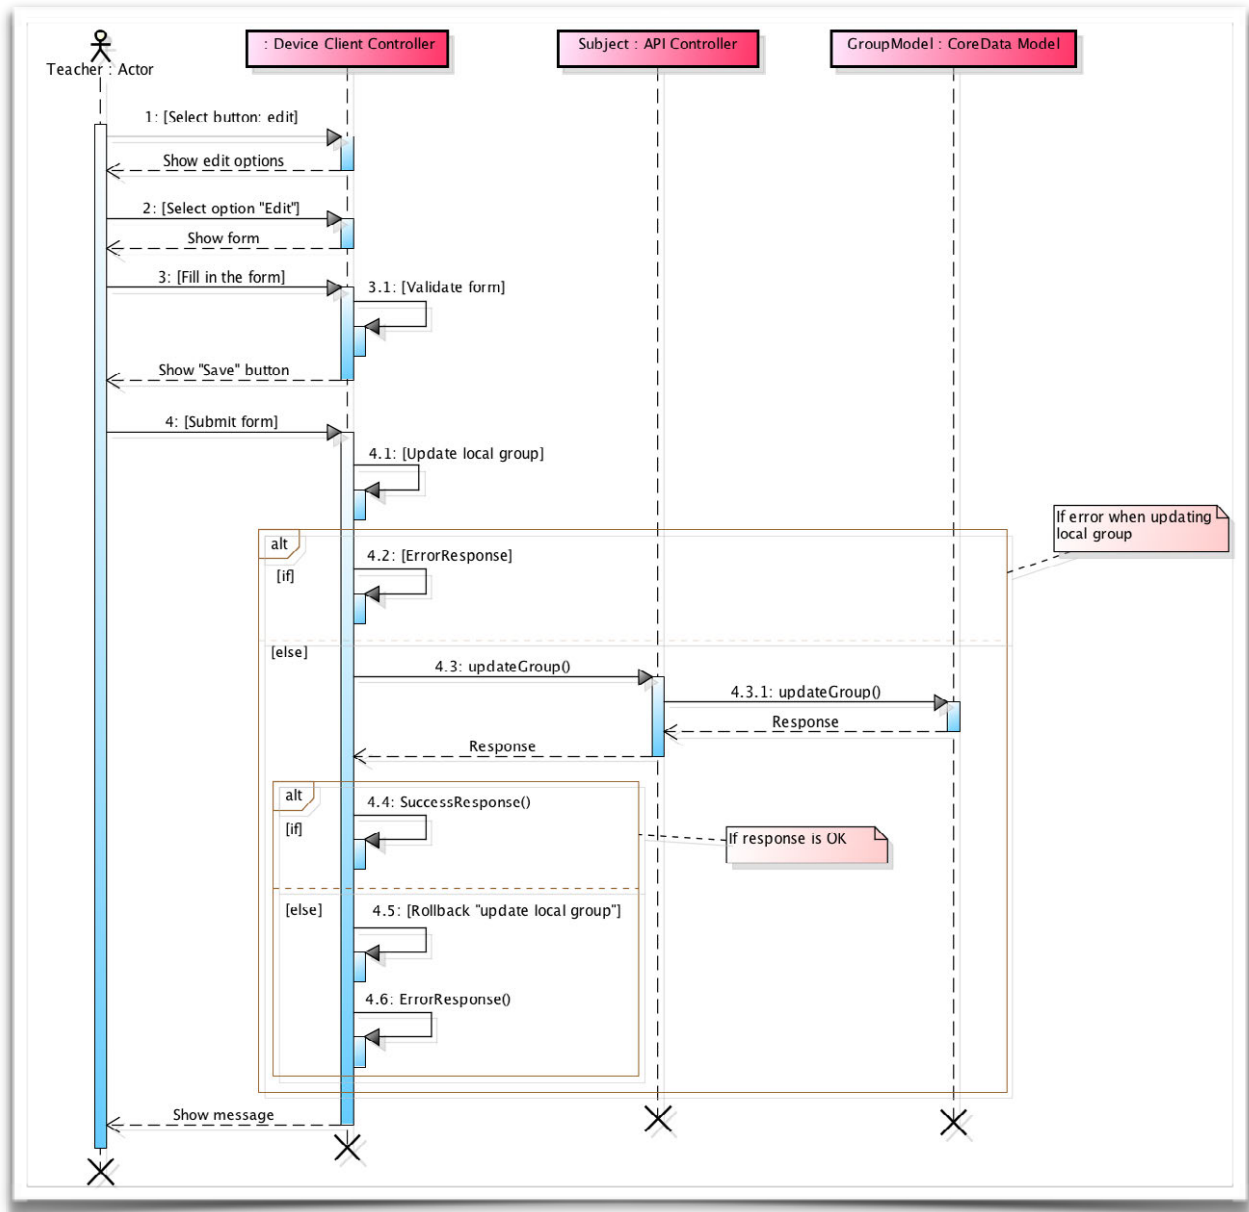 : Device Client Controller
Subject : API Controller
GroupModel : CoreData Model
Teacher : Actor
1: [Select button: edit]
Show edit options
2: [Select option "Edit"]
Show form
3: [Fill in the form]
3.1: [Validate form]
Show "Save" button
4: [Submit form]
4.1: [Update local group]
If error when updating
local group
alt
4.2: [ErrorResponse]
[if]
[else]
4.3: updateGroup()
4.3.1: updateGroup()
Response
Response
alt
4.4: SuccessResponse()
[if]
If response is OK
[else]
4.5: [Rollback "update local group"]
4.6: ErrorResponse()
Show message